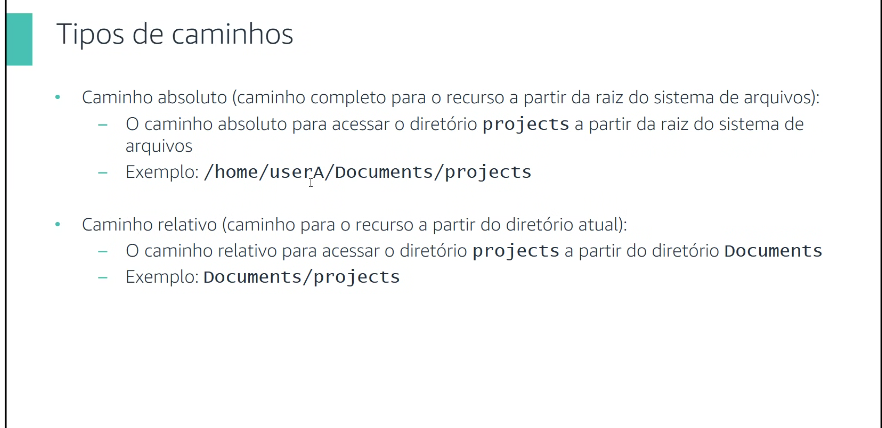 Tipos de caminhos
• Caminho absoluto (caminho completo para o recurso a partir da raiz do sistema de arquivos):
– O caminho absoluto para acessar o diretório projects a partir da raiz do sistema de
arquivos
– Exemplo: /home/userA/Documents/projects
• Caminho relativo (caminho para o recurso a partir do diretório atual):
– O caminho relativo para acessar o diretório projects a partir do diretório Documents
– Exemplo: Documents/projects